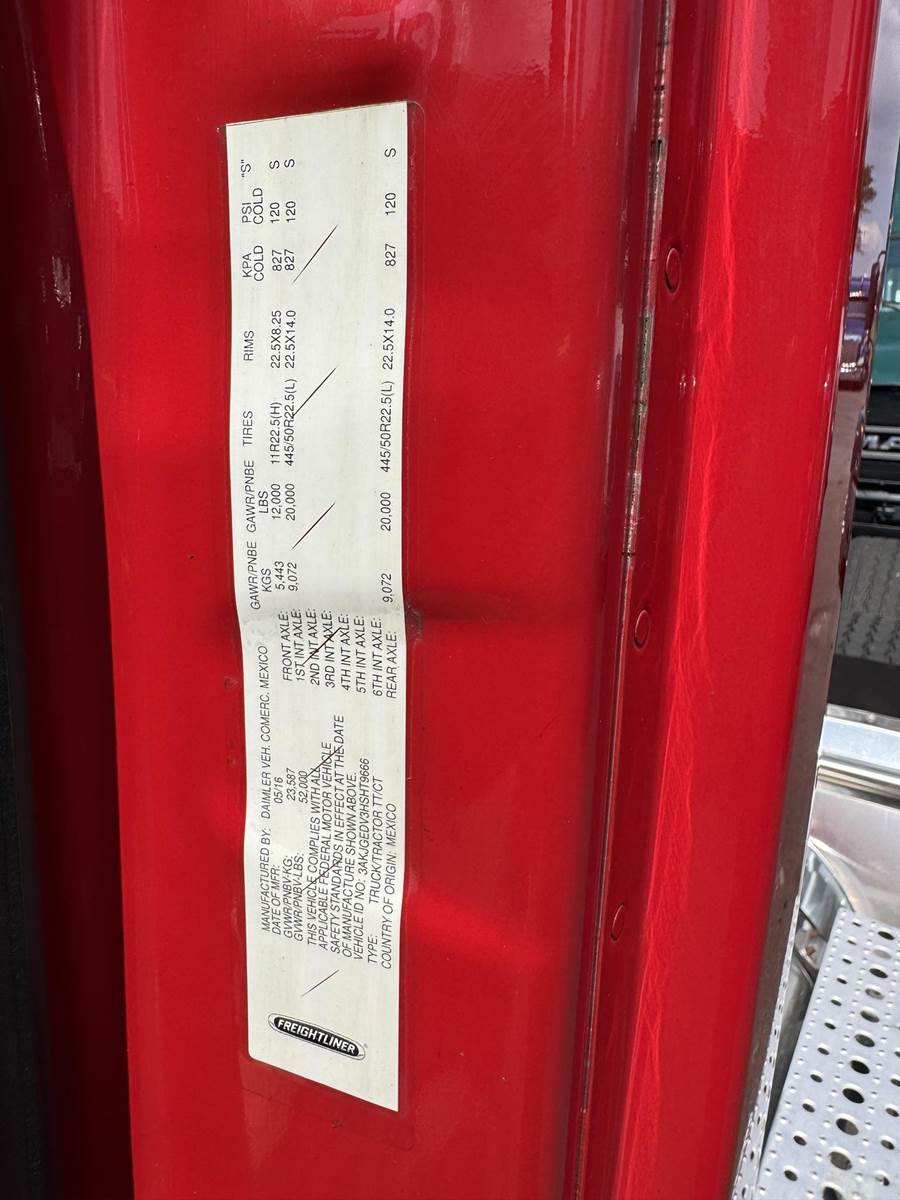 MANUFACTURED BY: DAIMLER VEH. COMERC. MEXICO
DATE OF MFR: 05/16
GVWR/PNBV-KG: 23,587
GVWR/PNBV-LBS: 52,000
THIS VEHICLE COMPLIES WITH ALL
APPLICABLE FEDERAL MOTOR VEHICLE
SAFETY STANDARDS IN EFFECT AT THE DATE
OF MANUFACTURE SHOWN ABOVE.
VEHICLE ID NO: 3AKJGEDV3HSHT9666
TYPE: TRUCK/TRACTOR TT/CT
COUNTRY OF ORIGIN: MEXICO
GAWR/PNBE GAWR/PNBE TIRES RIMS KPA PSI "S"
KGS LBS COLD COLD
FRONT AXLE: 5,443 12,000 11R22.5(H) 22.5X8.25 827 120 S
1ST INT AXLE: 9,072 20,000 445/50R22.5(L) 22.5X14.0 827 120 S
2ND INT AXLE:
3RD INT AXLE:
4TH INT AXLE:
5TH INT AXLE:
6TH INT AXLE:
REAR AXLE: 9,072 20,000 445/50R22.5(L) 22.5X14.0 827 120 S
FREIGHTLINER